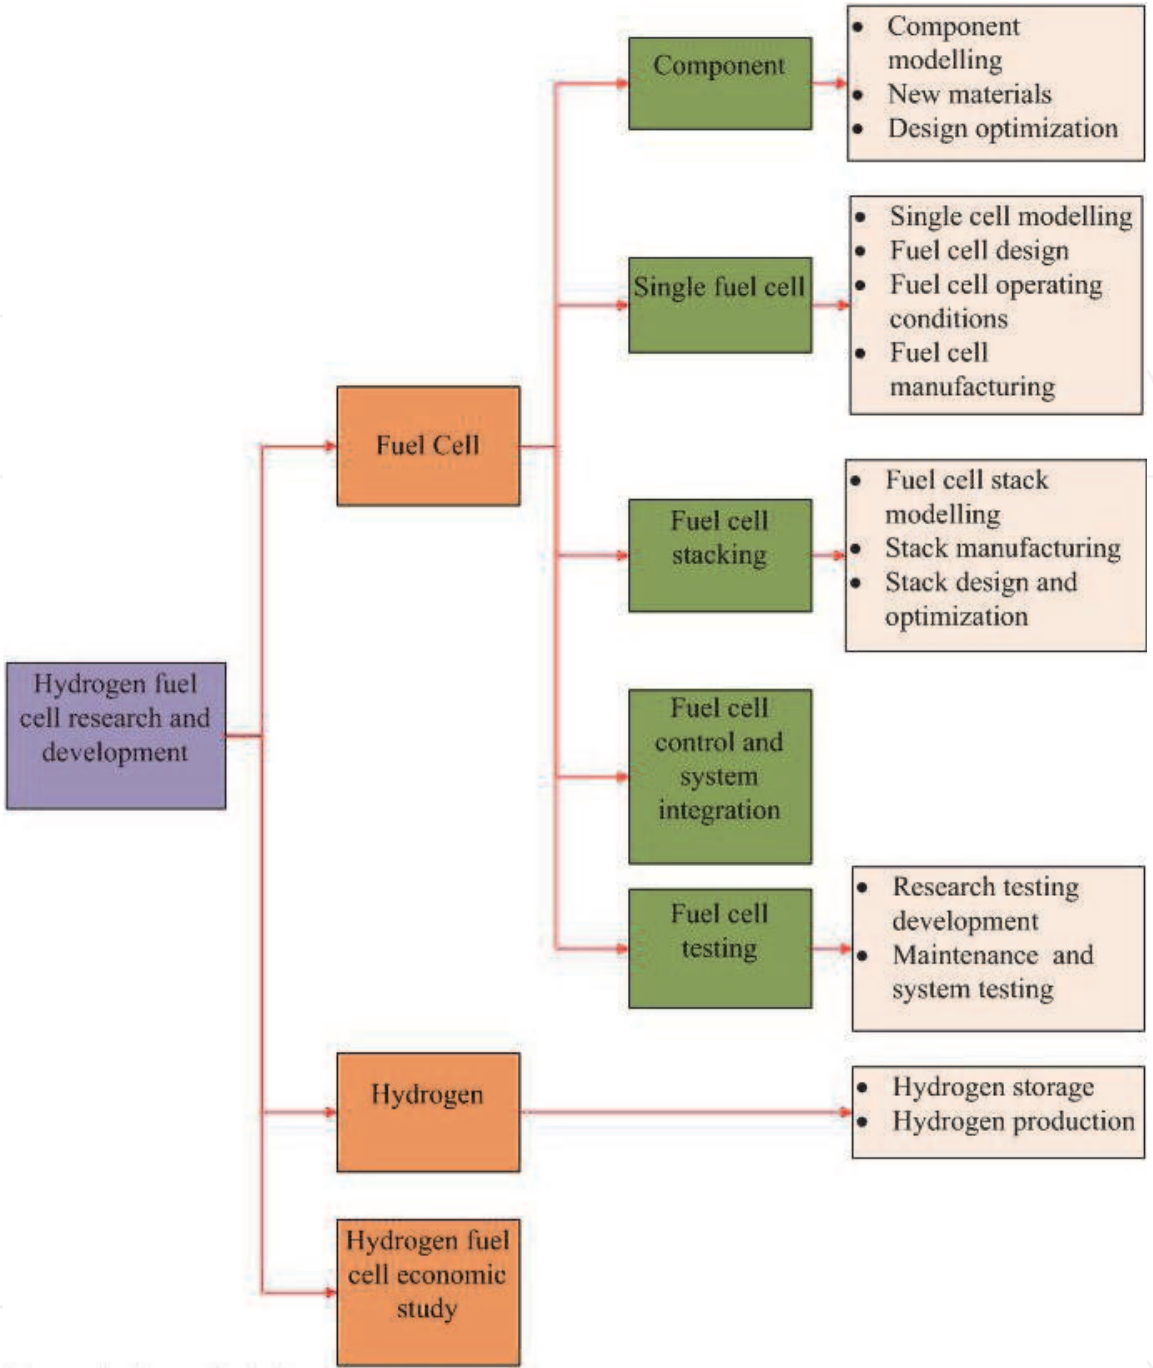 Component
• Component
modelling
• New materials
• Design optimization
Single fuel cell
• Single cell modelling
• Fuel cell design
• Fuel cell operating
conditions
• Fuel cell
manufacturing
Fuel Cell
Fuel cell
stacking
• Fuel cell stack
modelling
• Stack manufacturing
• Stack design and
optimization
Hydrogen fuel
cell research and
development
Fuel cell
control and
system
integration
Fuel cell
testing
• Research testing
development
• Maintenance and
system testing
Hydrogen
• Hydrogen storage
• Hydrogen production
Hydrogen fuel
cell economic
study